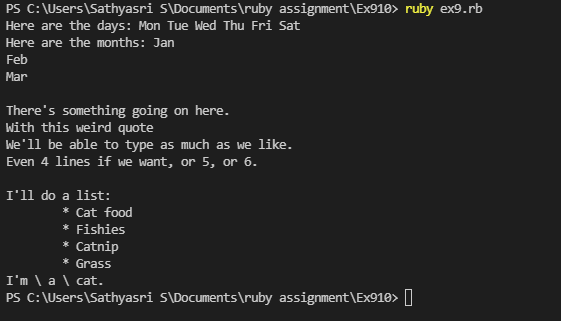 PS C:\Users\Sathyasri S\Documents\ruby assignment\Ex910> ruby ex9.rb
Here are the days: Mon Tue Wed Thu Fri Sat
Here are the months: Jan
Feb
Mar
There's something going on here.
With this weird quote
We'll be able to type as much as we like.
Even 4 lines if we want, or 5, or 6.
I'll do a list:
* Cat food
* Fishies
* Catnip
* Grass
I'm \ a \ cat.
PS C:\Users\Sathyasri S\Documents\ruby assignment\Ex910>